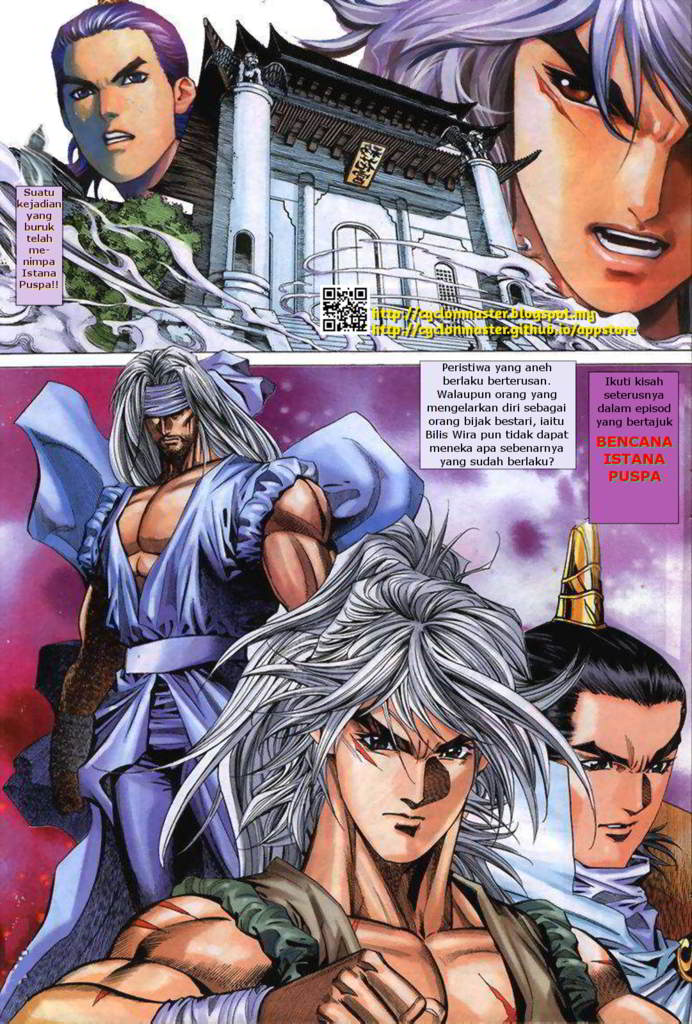 Suatu
kejadian
yang
buruk
telah
me-
nimpa
Istana
Puspa!!
http://cyclonmaster.blogspot.my
http://cyclonmaster.github.io/appstore
Peristiwa yang aneh
berlaku berterusan.
Walaupun orang yang
mengelarkan diri sebagai
orang bijak bestari, iaitu
Bilis Wira pun tidak dapat
meneka apa sebenarnya
yang sudah berlaku?
Ikuti kisah
seterusnya
dalam episod
yang bertajuk
BENCANA
ISTANA
PUSPA